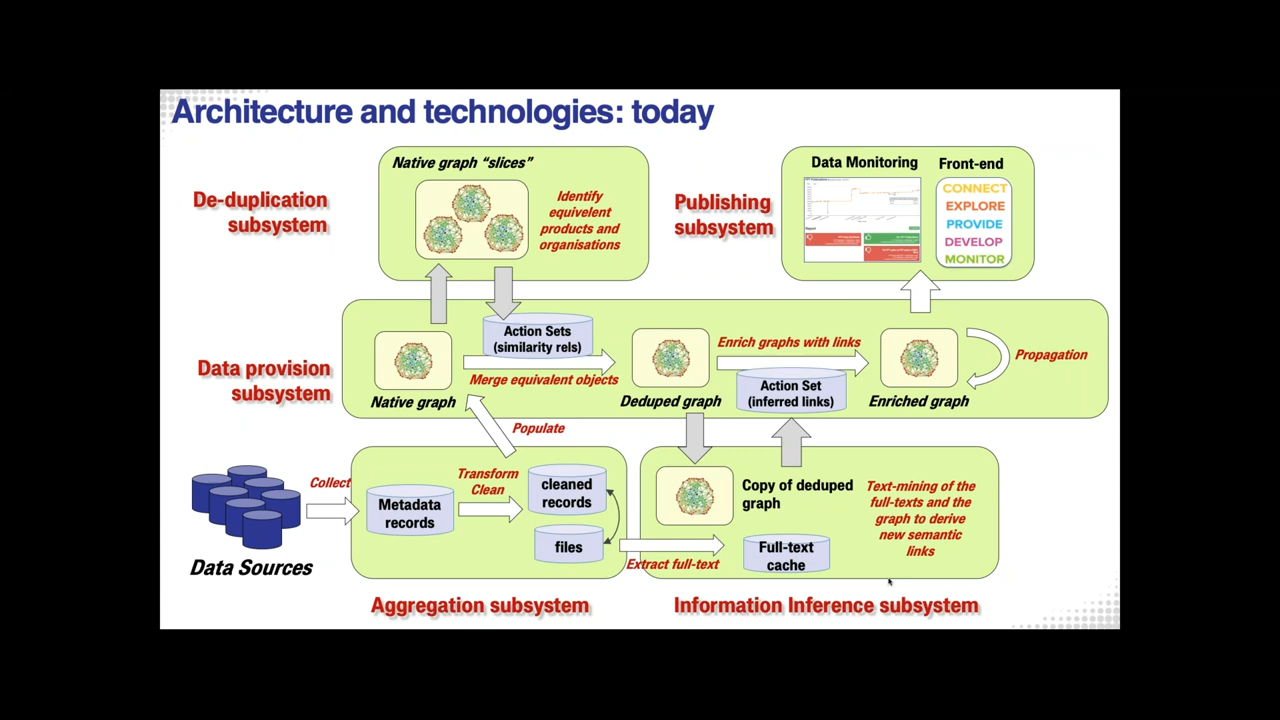 Architecture and technologies: today
De-duplication
subsystem
Native graph “slices”
Identify
equivelent
products and
organisations
Publishing
subsystem
Data Monitoring
Front-end
CONNECT
EXPLORE
PROVIDE
DEVELOP
MONITOR
Data provision
subsystem
Native graph
Action Sets
(similarity rels)
Merge equivalent objects
Deduped graph
Enrich graphs with links
Action Set
(inferred links)
Enriched graph
Propagation
Populate
Data Sources
Collect
Metadata
records
Transform
Clean
cleaned
records
files
Extract full-text
Copy of deduped
graph
Full-text
cache
Text-mining of the
full-texts and the
graph to derive
new semantic
links
Aggregation subsystem
Information Inference subsystem